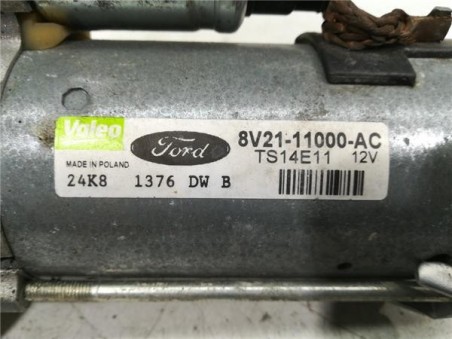 Valeo Ford 8V21-11000-AC
MADE IN POLAND TS14E11 12V
24K8 1376 DW B